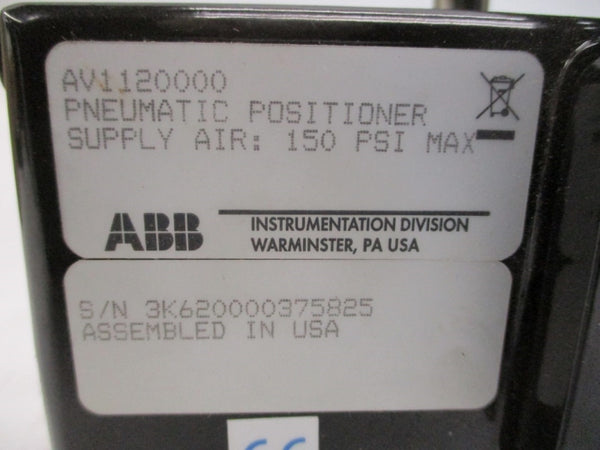 AV1120000
PNEUMATIC POSITIONER
SUPPLY AIR: 150 PSI MAX
ABB INSTRUMENTATION DIVISION
WARMINSTER, PA USA
S/N 3K620000375825
ASSEMBLED IN USA